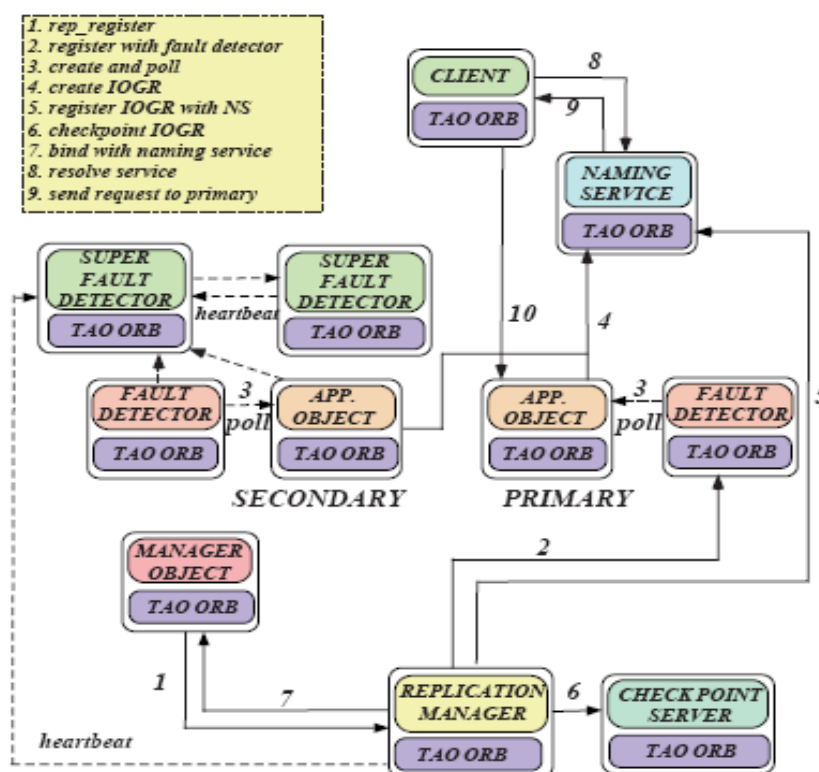 1. rep_register
2. register with fault detector
3. create and poll
4. create IOGR
5. register IOGR with NS
6. checkpoint IOGR
7. bind with naming service
8. resolve service
9. send request to primary
CLIENT
TAO ORB
8
9
NAMING
SERVICE
TAO ORB
SUPER
FAULT
DETECTOR
TAO ORB
heartbeat
SUPER
FAULT
DETECTOR
TAO ORB
10
4
5
FAULT
DETECTOR
TAO ORB
3
poll
APP.
OBJECT
TAO ORB
APP.
OBJECT
TAO ORB
3
poll
FAULT
DETECTOR
TAO ORB
SECONDARY
PRIMARY
2
MANAGER
OBJECT
TAO ORB
1
7
REPLICATION
MANAGER
TAO ORB
6
CHECKPOINT
SERVER
TAO ORB
heartbeat